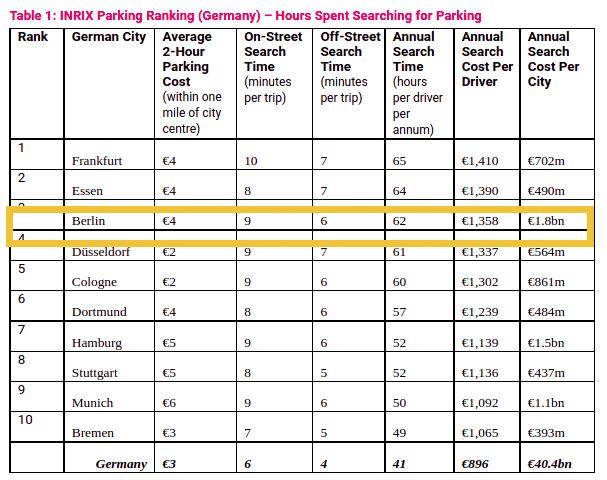 Table 1: INRIX Parking Ranking (Germany) – Hours Spent Searching for Parking
Rank German City Average 2-Hour Parking Cost (within one mile of city centre) On-Street Search Time (minutes per trip) Off-Street Search Time (minutes per trip) Annual Search Time (hours per driver per annum) Annual Search Cost Per Driver Annual Search Cost Per City
1 Frankfurt €4 10 7 65 €1,410 €702m
2 Essen €4 8 7 64 €1,390 €490m
Berlin €4 9 6 62 €1,358 €1.8bn
Düsseldorf €2 9 7 61 €1,337 €564m
5 Cologne €2 9 6 60 €1,302 €861m
6 Dortmund €4 8 6 57 €1,239 €484m
7 Hamburg €5 9 6 52 €1,139 €1.5bn
8 Stuttgart €5 8 5 52 €1,136 €437m
9 Munich €6 9 6 50 €1,092 €1.1bn
10 Bremen €3 7 5 49 €1,065 €393m
Germany €3 6 4 41 €896 €40.4bn